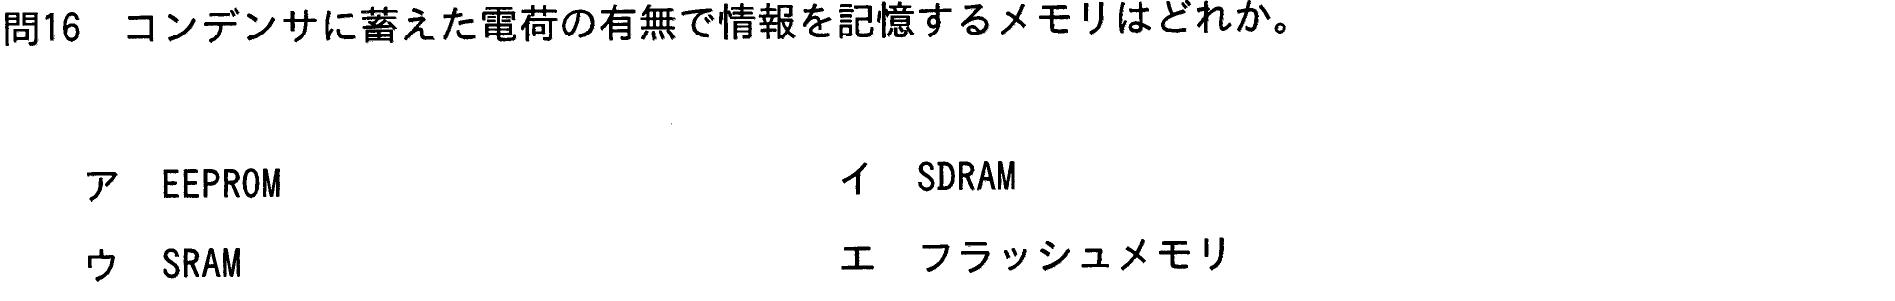 問16 コンデンサに蓄えた電荷の有無で情報を記憶するメモリはどれか。
ア EEPROM イ SDRAM
ウ SRAM エ フラッシュメモリ